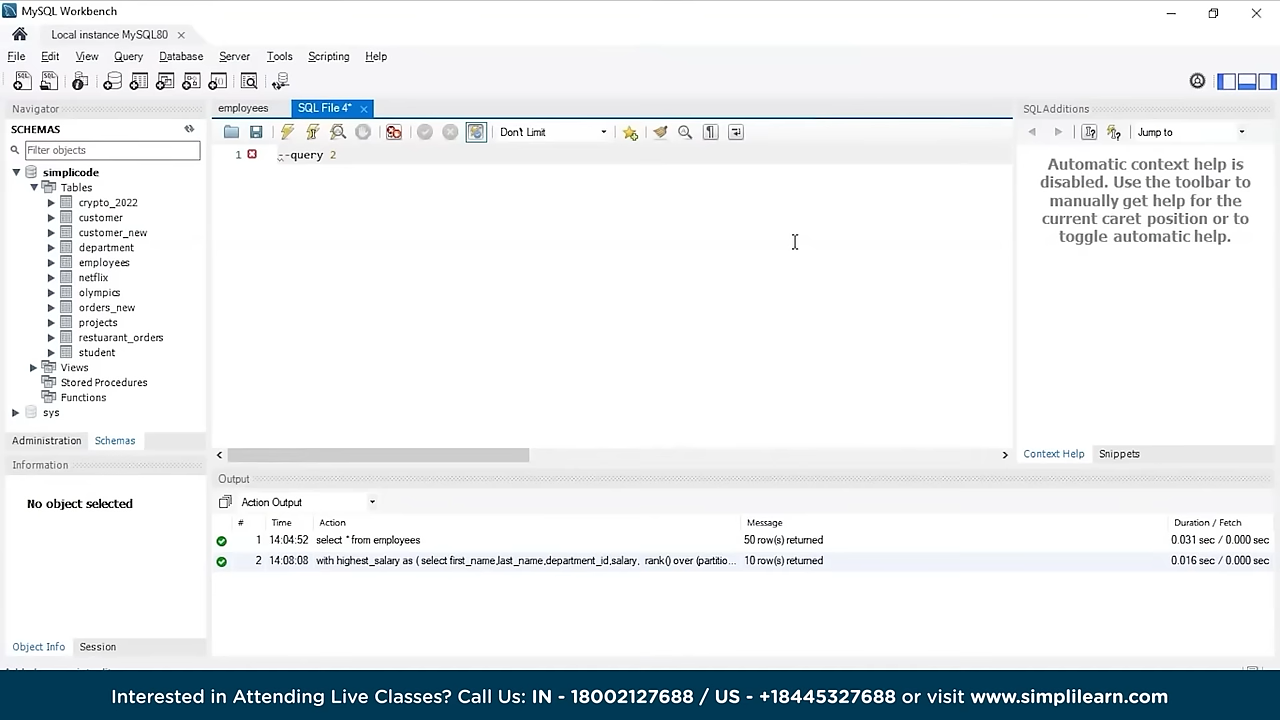 MySQL Workbench
Local instance MySQL80
File Edit View Query Database Server Tools Scripting Help
Navigator
SCHEMAS
Filter objects
simplicode
Tables
crypto_2022
customer
customer_new
department
employees
netflix
olympics
orders_new
projects
restuarant_orders
student
Views
Stored Procedures
Functions
sys
Administration Schemas
Information
No object selected
Object Info Session
employees SQL File 4*
Don't Limit
1 --query 2
SQLAdditions
Jump to
Automatic context help is
disabled. Use the toolbar to
manually get help for the
current caret position or to
toggle automatic help.
Context Help Snippets
Output
Action Output
# Time Action Message Duration / Fetch
1 14:04:52 select * from employees 50 row(s) returned 0.031 sec / 0.000 sec
2 14:08:08 with highest_salary as ( select first_name,last_name,department_id,salary, rank() over (partitio... 10 row(s) returned 0.016 sec / 0.000 sec
Interested in Attending Live Classes? Call Us: IN - 18002127688 / US - +18445327688 or visit www.simplilearn.com